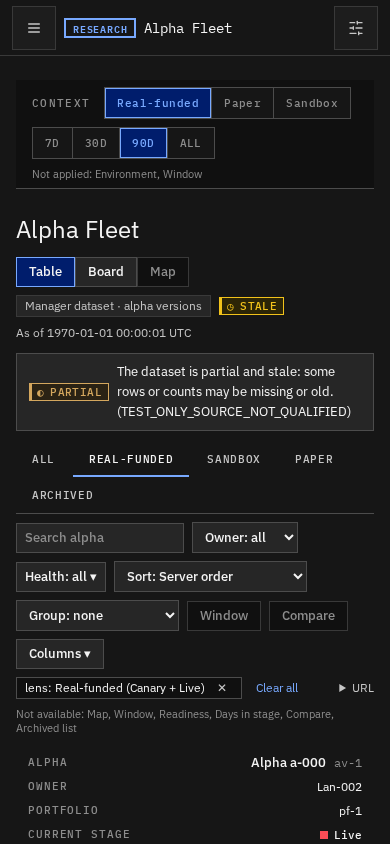 RESEARCH Alpha Fleet
CONTEXT Real-funded Paper Sandbox
7D 30D 90D ALL
Not applied: Environment, Window
Alpha Fleet
Table Board Map
Manager dataset · alpha versions ◷ STALE
As of 1970-01-01 00:00:01 UTC
◐ PARTIAL
The dataset is partial and stale: some
rows or counts may be missing or old.
(TEST_ONLY_SOURCE_NOT_QUALIFIED)
ALL REAL-FUNDED SANDBOX PAPER
ARCHIVED
Search alpha Owner: all
Health: all ▾ Sort: Server order
Group: none Window Compare
Columns ▾
lens: Real-funded (Canary + Live) ✕ Clear all ▶ URL
Not available: Map, Window, Readiness, Days in stage, Compare,
Archived list
ALPHA Alpha a-000 av-1
OWNER Lan-002
PORTFOLIO pf-1
CURRENT STAGE Live